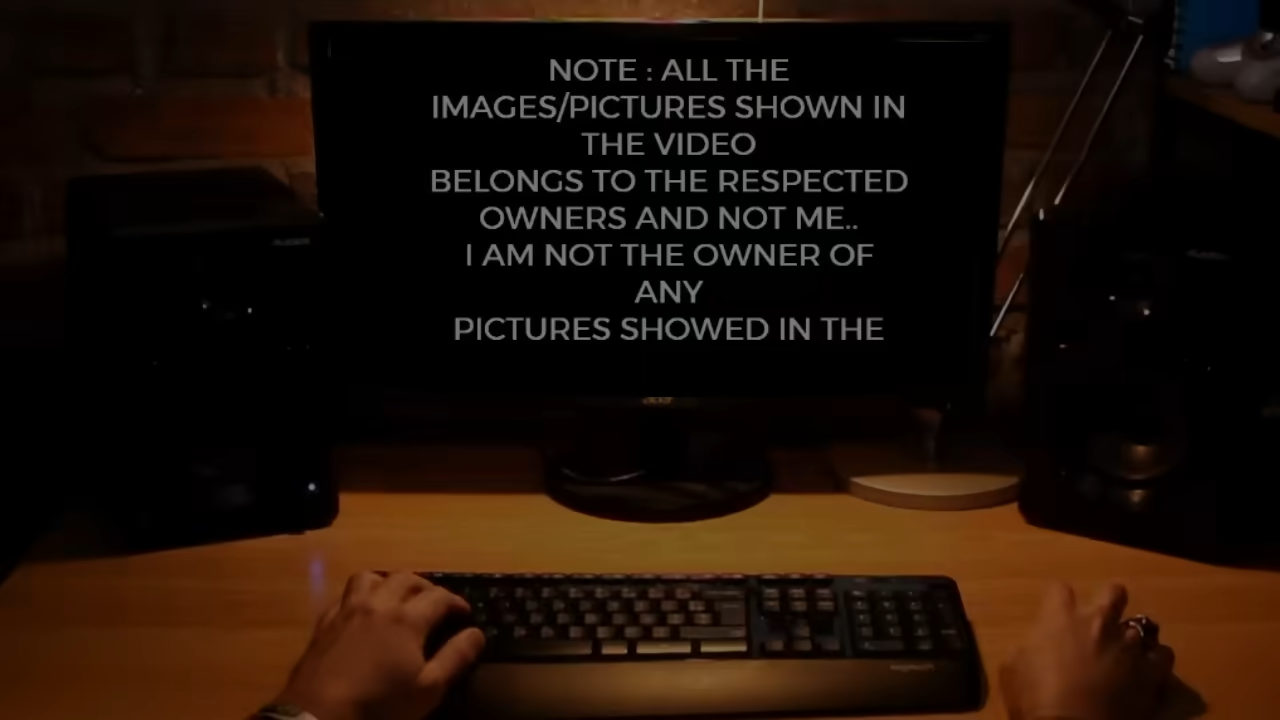 NOTE : ALL THE
IMAGES/PICTURES SHOWN IN
THE VIDEO
BELONGS TO THE RESPECTED
OWNERS AND NOT ME..
I AM NOT THE OWNER OF
ANY
PICTURES SHOWED IN THE